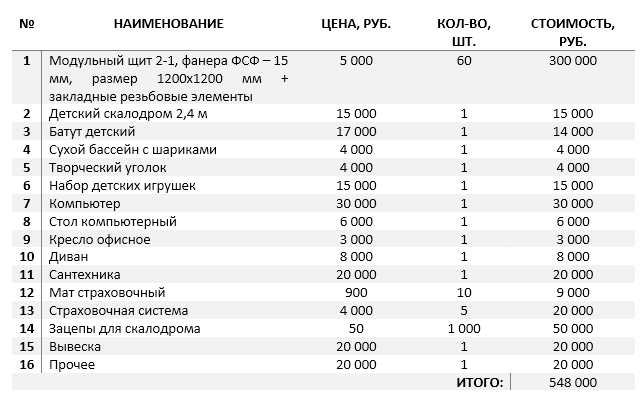 № НАИМЕНОВАНИЕ ЦЕНА, РУБ. КОЛ-ВО, ШТ. СТОИМОСТЬ, РУБ.
1 Модульный щит 2-1, фанера ФСФ – 15 5 000 60 300 000
мм, размер 1200х1200 мм +
закладные резьбовые элементы
2 Детский скалодром 2,4 м 15 000 1 15 000
3 Батут детский 17 000 1 14 000
4 Сухой бассейн с шариками 4 000 1 4 000
5 Творческий уголок 4 000 1 4 000
6 Набор детских игрушек 15 000 1 15 000
7 Компьютер 30 000 1 30 000
8 Стол компьютерный 6 000 1 6 000
9 Кресло офисное 3 000 1 3 000
10 Диван 8 000 1 8 000
11 Сантехника 20 000 1 20 000
12 Мат страховочный 900 10 9 000
13 Страховочная система 4 000 5 20 000
14 Зацепы для скалодрома 50 1 000 50 000
15 Вывеска 20 000 1 20 000
16 Прочее 20 000 1 20 000
ИТОГО: 548 000